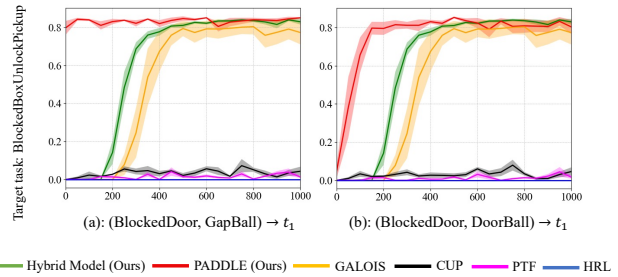 Target task: BlockedBoxUnlockPickup
0.8
0.6
0.4
0.2
0.0
0 200 400 600 800 1000
(a): (BlockedDoor, GapBall) → t₁
0.8
0.6
0.4
0.2
0.0
0 200 400 600 800 1000
(b): (BlockedDoor, DoorBall) → t₁
Hybrid Model (Ours) PADDLE (Ours) GALOIS CUP PTF HRL